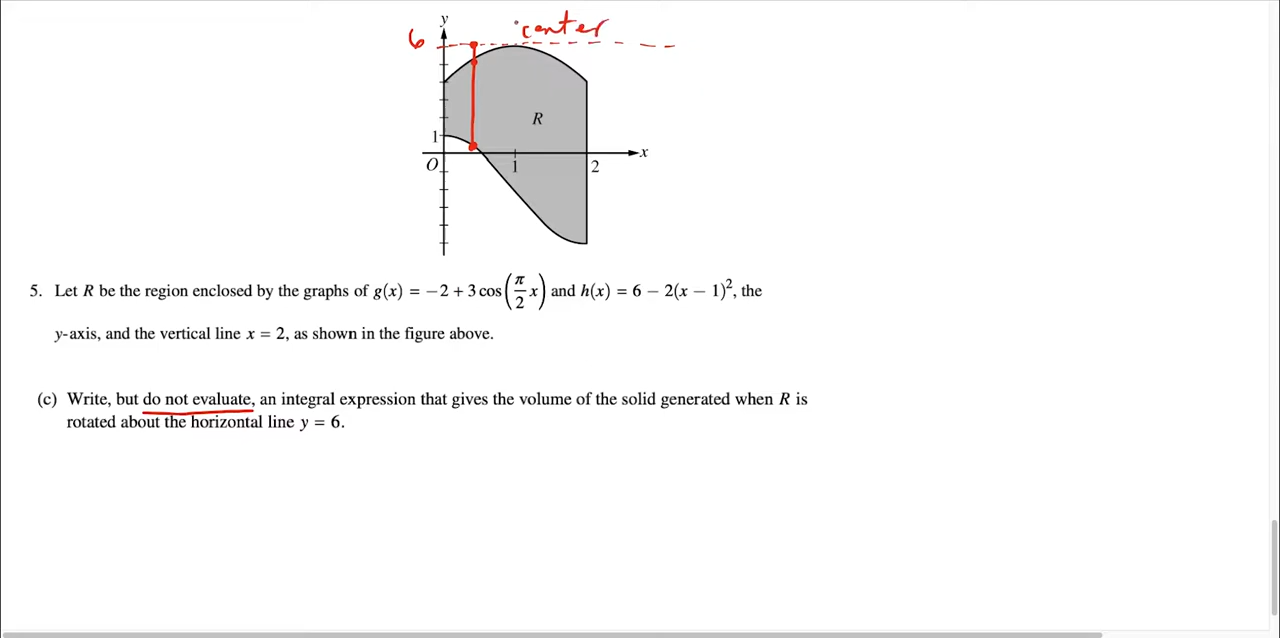 y
6 center
R
1
O 1 2 x
5. Let R be the region enclosed by the graphs of g(x) = −2 + 3 cos(π/2 x) and h(x) = 6 − 2(x − 1)², the
y-axis, and the vertical line x = 2, as shown in the figure above.
(c) Write, but do not evaluate, an integral expression that gives the volume of the solid generated when R is
rotated about the horizontal line y = 6.